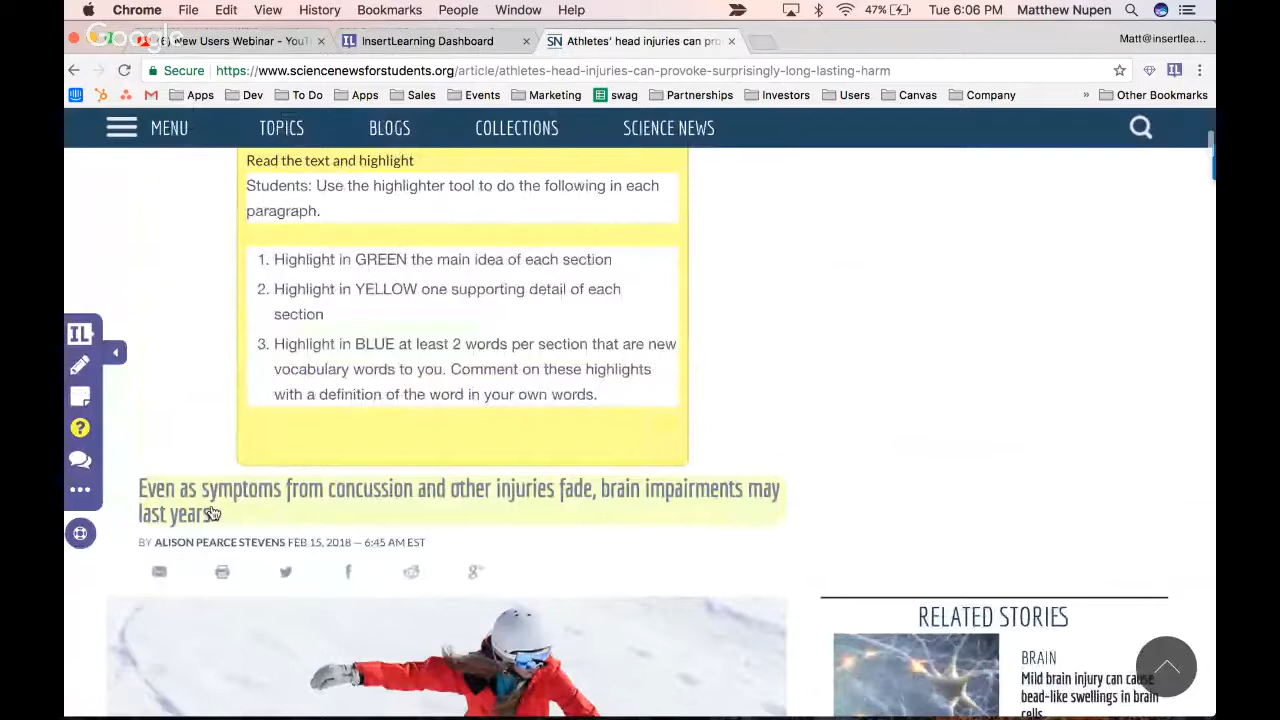 Chrome File Edit View History Bookmarks People Window Help 47% Tue 6:06 PM Matthew Nupen
Google
New Users Webinar - YouT × InsertLearning Dashboard × SN Athletes' head injuries can pro × Matt@insertlea...
Secure https://www.sciencenewsforstudents.org/article/athletes-head-injuries-can-provoke-surprisingly-long-lasting-harm
Apps Dev To Do Apps Sales Events Marketing swag Partnerships Investors Users Canvas Company » Other Bookmarks
MENU TOPICS BLOGS COLLECTIONS SCIENCE NEWS
Read the text and highlight
Students: Use the highlighter tool to do the following in each
paragraph.
1. Highlight in GREEN the main idea of each section
2. Highlight in YELLOW one supporting detail of each
section
3. Highlight in BLUE at least 2 words per section that are new
vocabulary words to you. Comment on these highlights
with a definition of the word in your own words.
IL
?
Even as symptoms from concussion and other injuries fade, brain impairments may
last years
BY ALISON PEARCE STEVENS FEB 15, 2018 — 6:45 AM EST
RELATED STORIES
BRAIN
Mild brain injury can cause
bead-like swellings in brain
cells